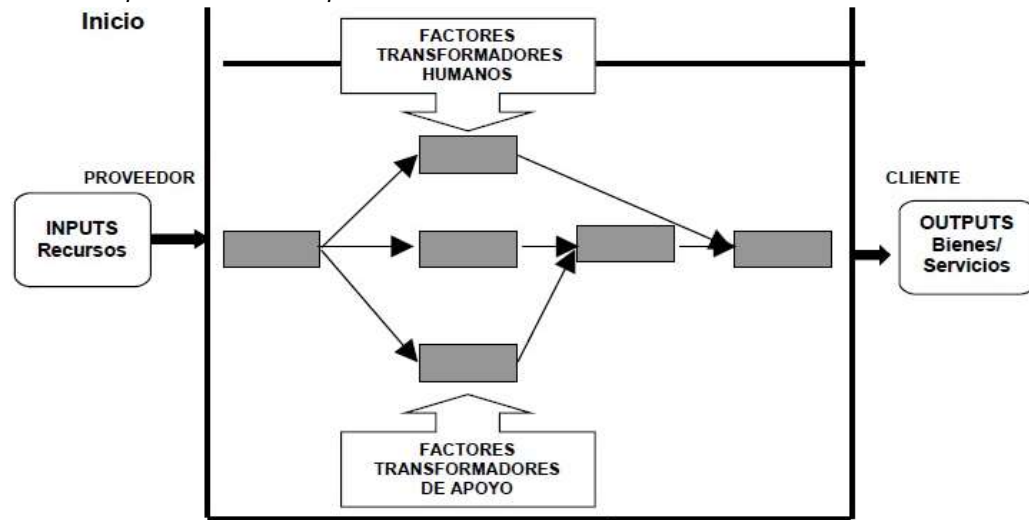 Inicio
FACTORES
TRANSFORMADORES
HUMANOS
PROVEEDOR
CLIENTE
INPUTS
Recursos
OUTPUTS
Bienes/
Servicios
FACTORES
TRANSFORMADORES
DE APOYO